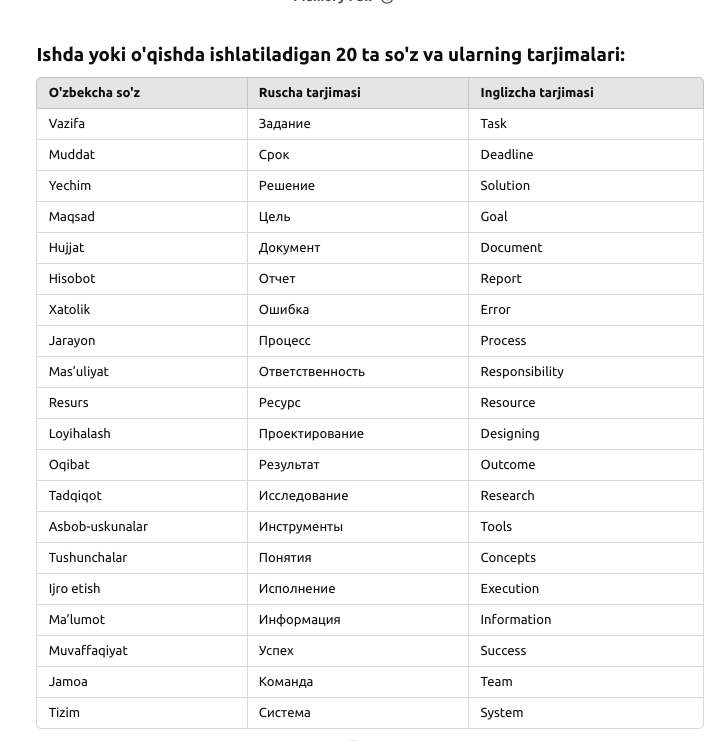 Ishda yoki o'qishda ishlatiladigan 20 ta so'z va ularning tarjimalari:
O'zbekcha so'z Ruscha tarjimasi Inglizcha tarjimasi
Vazifa Задание Task
Muddat Срок Deadline
Yechim Решение Solution
Maqsad Цель Goal
Hujjat Документ Document
Hisobot Отчет Report
Xatolik Ошибка Error
Jarayon Процесс Process
Mas’uliyat Ответственность Responsibility
Resurs Ресурс Resource
Loyihalash Проектирование Designing
Oqibat Результат Outcome
Tadqiqot Исследование Research
Asbob-uskunalar Инструменты Tools
Tushunchalar Понятия Concepts
Ijro etish Исполнение Execution
Ma’lumot Информация Information
Muvaffaqiyat Успех Success
Jamoa Команда Team
Tizim Система System